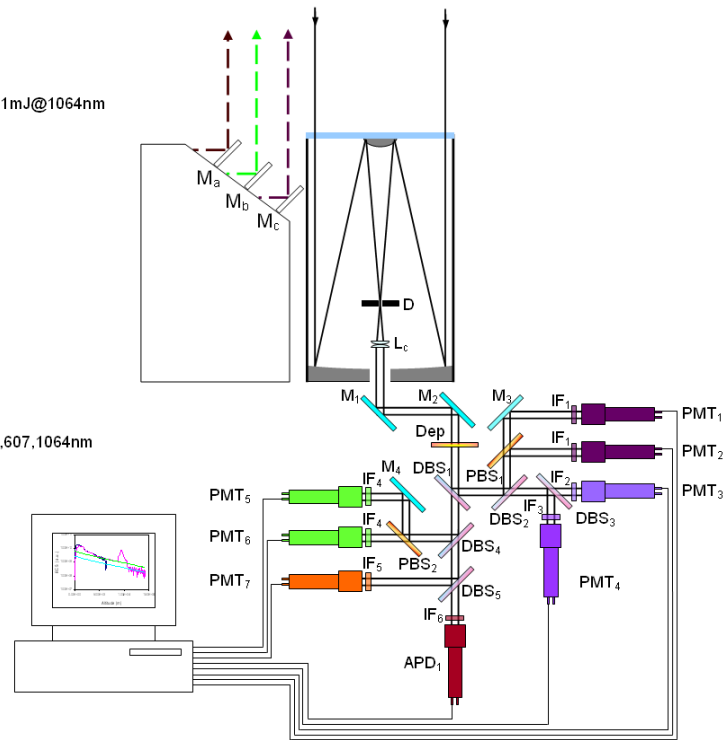 1mJ@1064nm
Ma
Mb
Mc
D
Lc
M1
M2
M3
IF1
PMT1
Dep
PBS1
IF1
PMT2
M4
DBS1
IF2
PMT3
PMT5
IF4
DBS2
IF3
DBS3
PMT6
IF4
PBS2
DBS4
PMT4
PMT7
IF5
DBS5
IF6
APD1
,607,1064nm